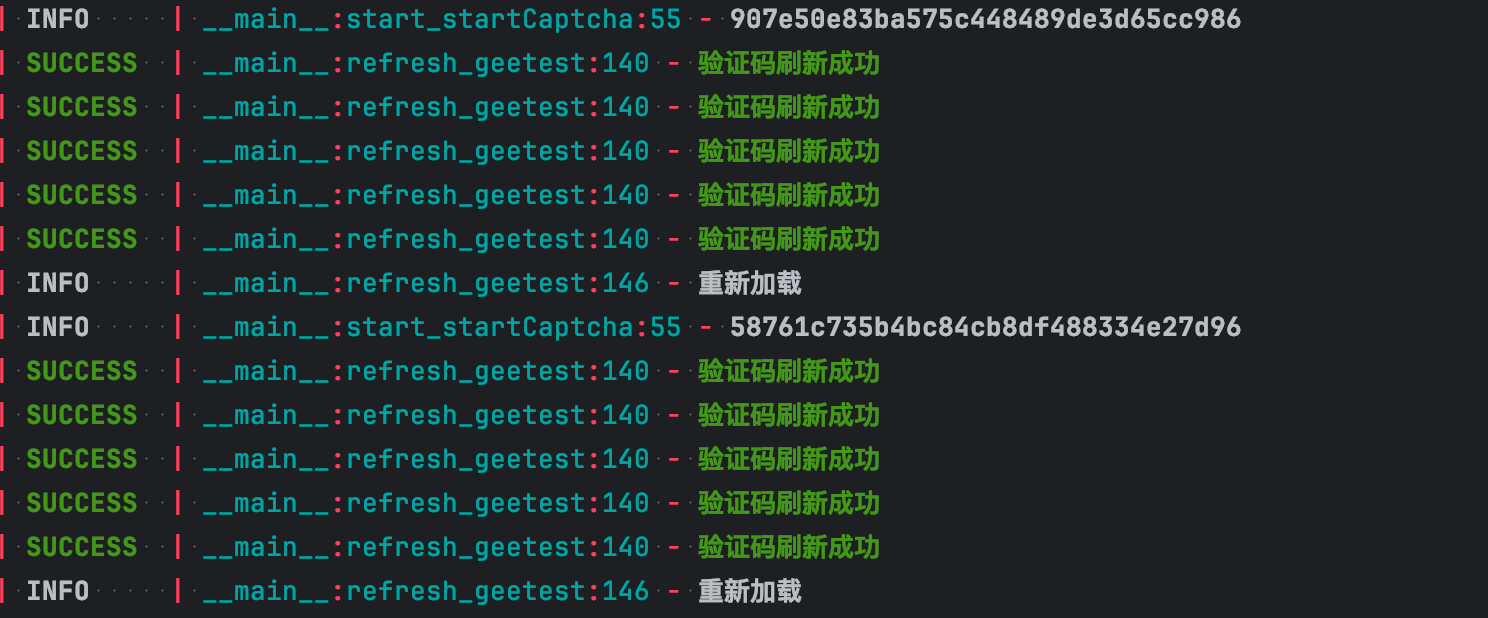 | INFO | __main__:start_startCaptcha:55 - 907e50e83ba575c448489de3d65cc986
| SUCCESS | __main__:refresh_geetest:140 - 验证码刷新成功
| SUCCESS | __main__:refresh_geetest:140 - 验证码刷新成功
| SUCCESS | __main__:refresh_geetest:140 - 验证码刷新成功
| SUCCESS | __main__:refresh_geetest:140 - 验证码刷新成功
| SUCCESS | __main__:refresh_geetest:140 - 验证码刷新成功
| INFO | __main__:refresh_geetest:146 - 重新加载
| INFO | __main__:start_startCaptcha:55 - 58761c735b4bc84cb8df488334e27d96
| SUCCESS | __main__:refresh_geetest:140 - 验证码刷新成功
| SUCCESS | __main__:refresh_geetest:140 - 验证码刷新成功
| SUCCESS | __main__:refresh_geetest:140 - 验证码刷新成功
| SUCCESS | __main__:refresh_geetest:140 - 验证码刷新成功
| SUCCESS | __main__:refresh_geetest:140 - 验证码刷新成功
| INFO | __main__:refresh_geetest:146 - 重新加载